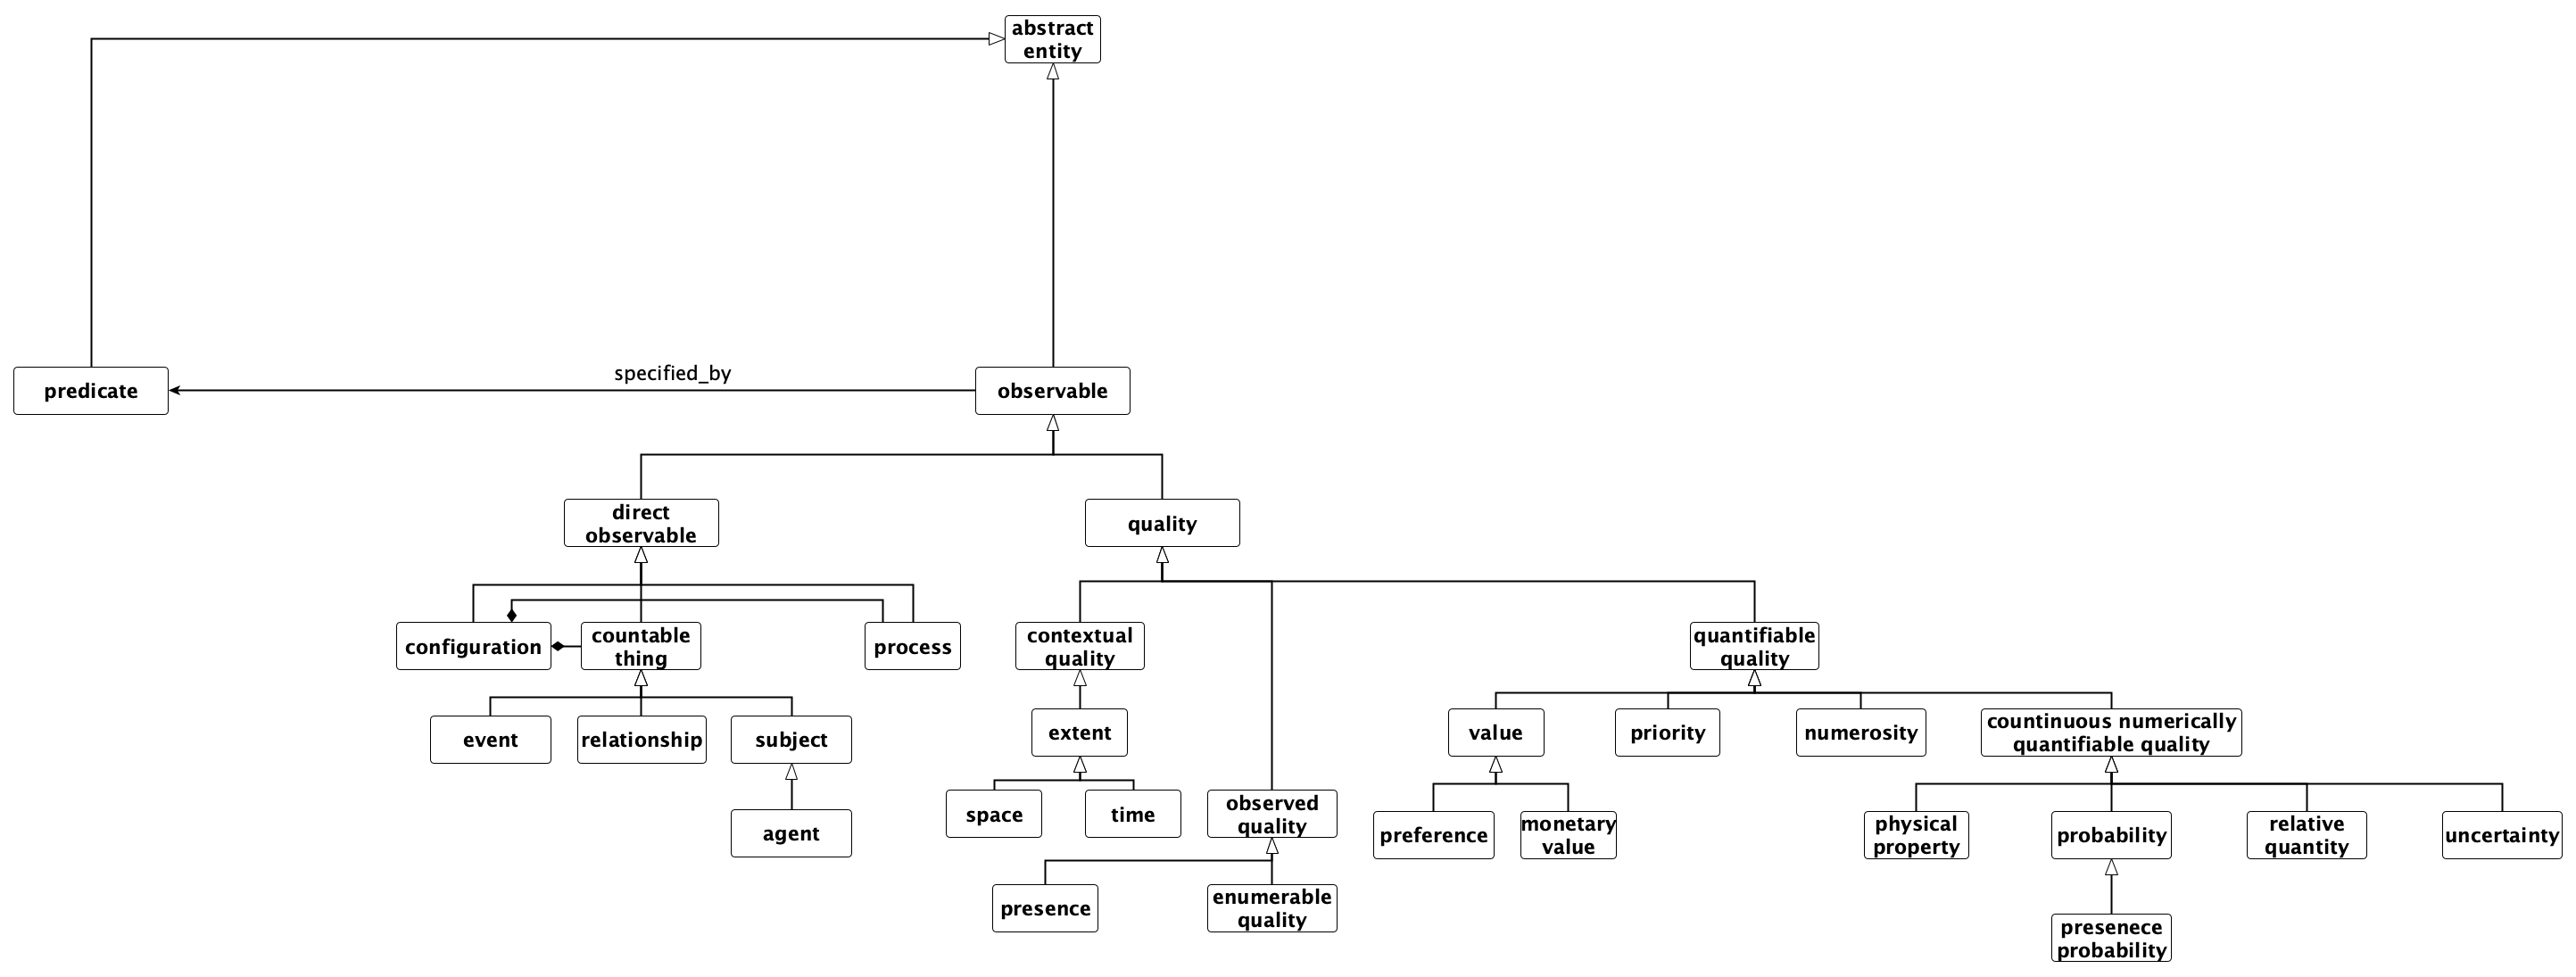 abstract
entity
specified_by
predicate
observable
direct
observable
quality
configuration
countable
thing
process
contextual
quality
quantifiable
quality
event
relationship
subject
extent
value
priority
numerosity
countinuous numerically
quantifiable quality
agent
space
time
observed
quality
preference
monetary
value
physical
property
probability
relative
quantity
uncertainty
presence
enumerable
quality
presenece
probability